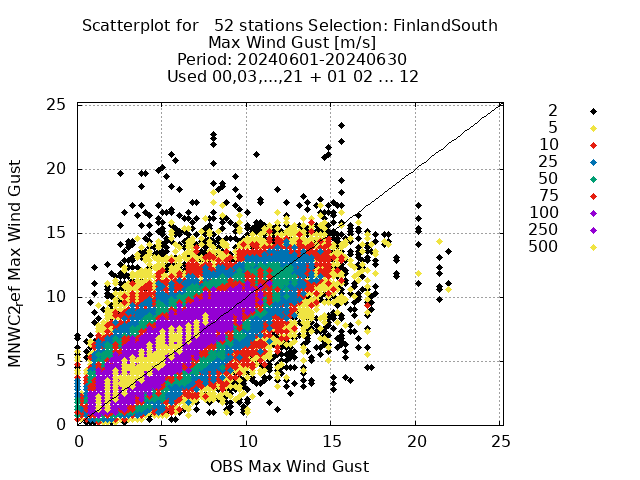 Scatterplot for   52 stations Selection: FinlandSouth
Max Wind Gust [m/s]
Period: 20240601-20240630
Used 00,03,...,21 + 01 02 ... 12
25
20
15
10
5
0
0 5 10 15 20 25
MNWC2ref Max Wind Gust
OBS Max Wind Gust
2
5
10
25
50
75
100
250
500